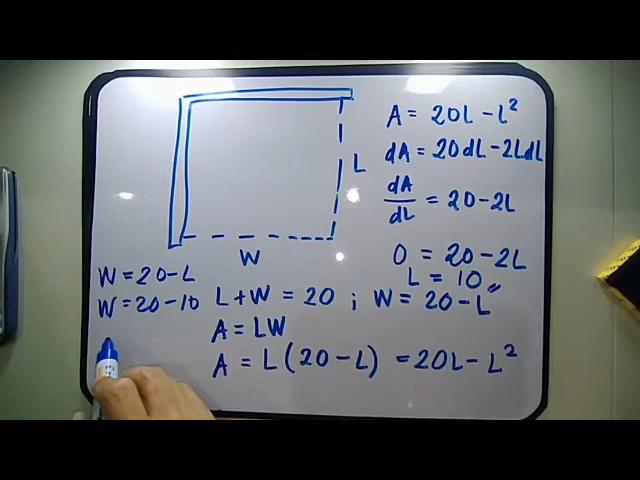 A = 20L - L²
dA = 20dL - 2LdL
dA/dL = 20 - 2L
0 = 20 - 2L
L = 10 //
L
W
W = 20 - L
W = 20 - 10
L + W = 20 ; W = 20 - L
A = LW
A = L(20 - L) = 20L - L²